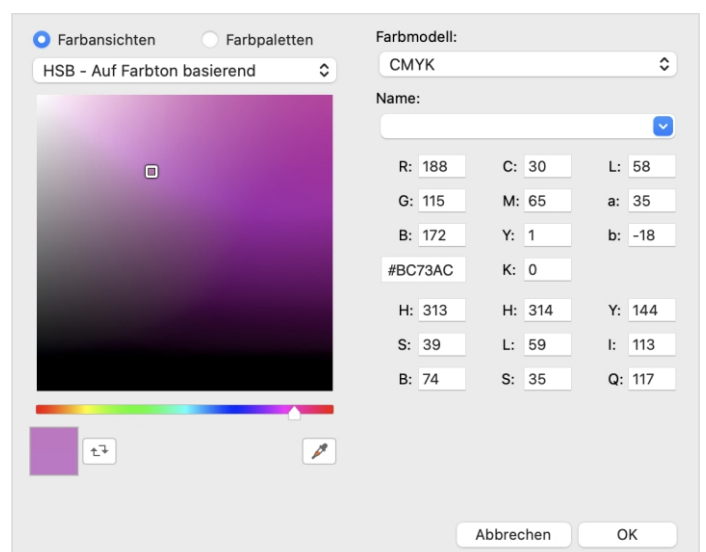 Farbansichten Farbpaletten
HSB - Auf Farbton basierend
Farbmodell:
CMYK
Name:
R: 188 C: 30 L: 58
G: 115 M: 65 a: 35
B: 172 Y: 1 b: -18
#BC73AC K: 0
H: 313 H: 314 Y: 144
S: 39 L: 59 I: 113
B: 74 S: 35 Q: 117
Abbrechen OK